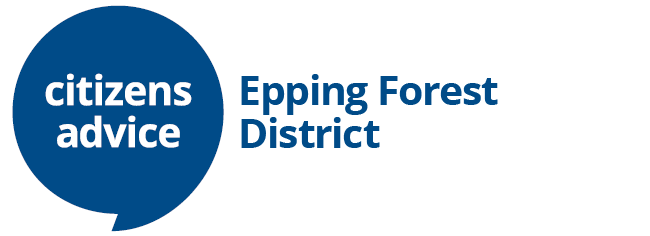 citizens
advice
Epping Forest
District